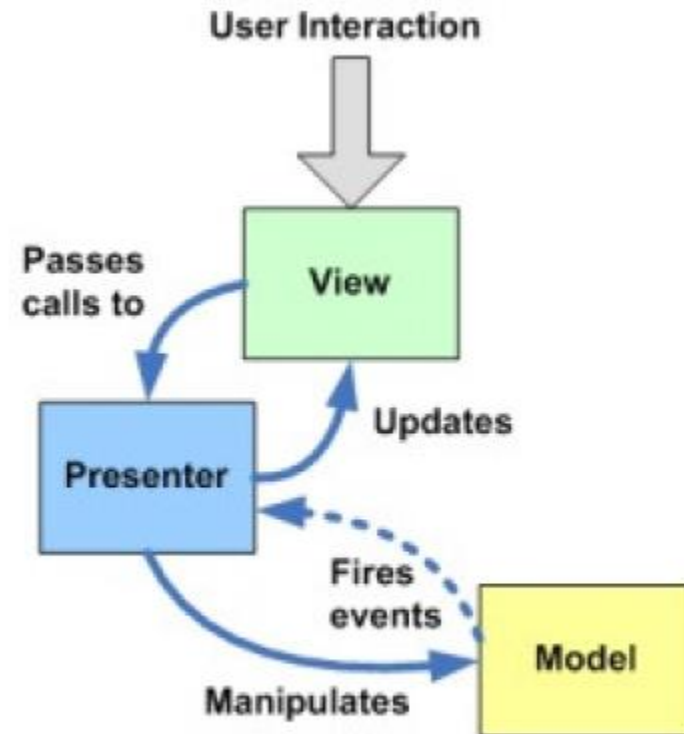 User Interaction
View
Passes
calls to
Updates
Presenter
Fires
events
Model
Manipulates